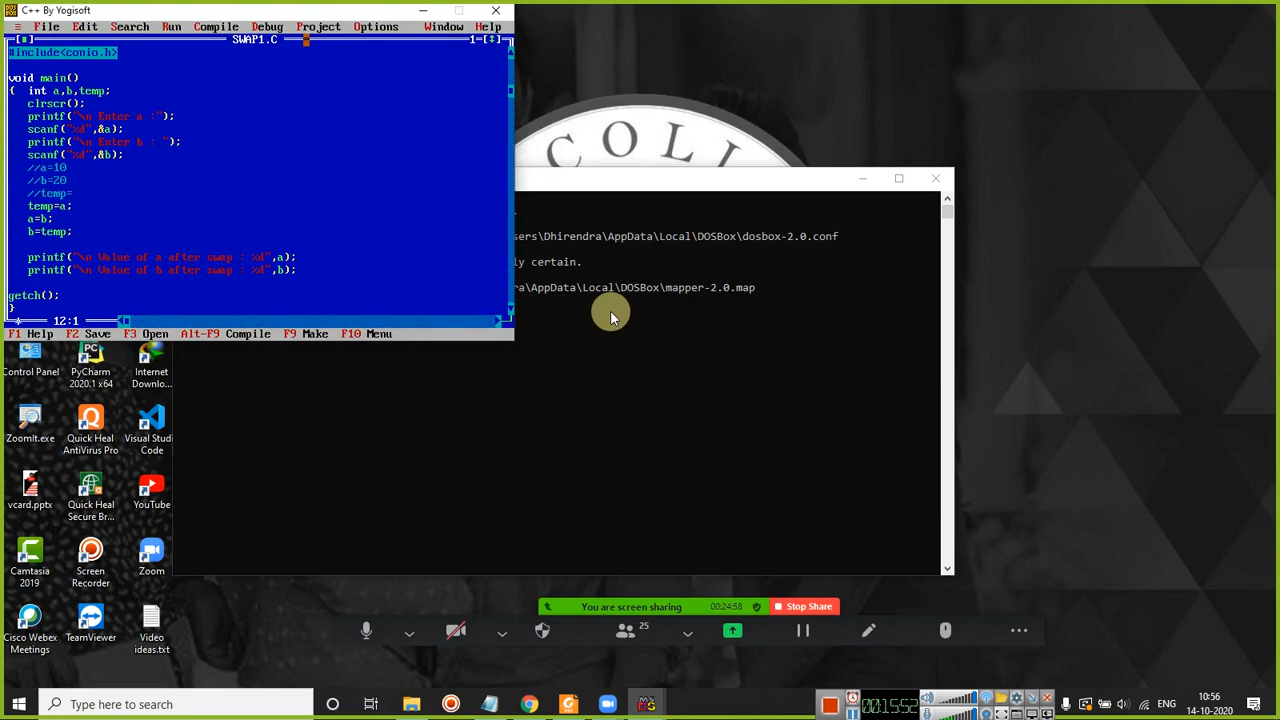 C++ By Yogisoft
File Edit Search Run Compile Debug Project Options Window Help
SWAP1.C 1=[↕]
#include<conio.h>
void main()
{ int a,b,temp;
clrscr();
printf("\n Enter a :");
scanf("%d",&a);
printf("\n Enter b : ");
scanf("%d",&b);
//a=10
//b=20
//temp=
temp=a;
a=b;
b=temp;
printf("\n Value of a after swap : %d",a);
printf("\n Value of b after swap : %d",b);
getch();
}
12:1
F1 Help F2 Save F3 Open Alt-F9 Compile F9 Make F10 Menu
COLL
sers\Dhirendra\AppData\Local\DOSBox\dosbox-2.0.conf
ly certain.
ra\AppData\Local\DOSBox\mapper-2.0.map
Control Panel
PyCharm 2020.1 x64
Internet Downlo...
ZoomIt.exe
Quick Heal AntiVirus Pro
Visual Studi Code
vcard.pptx
Quick Heal Secure Br...
YouTube
Camtasia 2019
Screen Recorder
Zoom
Cisco Webex Meetings
TeamViewer
Video ideas.txt
You are screen sharing 00:24:58 Stop Share
25
Type here to search
00:15:52
ENG
10:56
14-10-2020